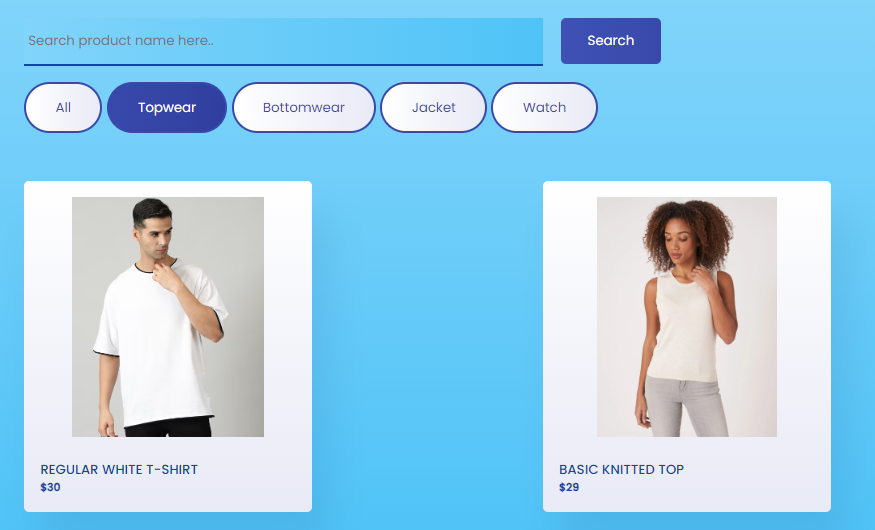 Search product name here..
Search
All
Topwear
Bottomwear
Jacket
Watch
REGULAR WHITE T-SHIRT
$30
BASIC KNITTED TOP
$29